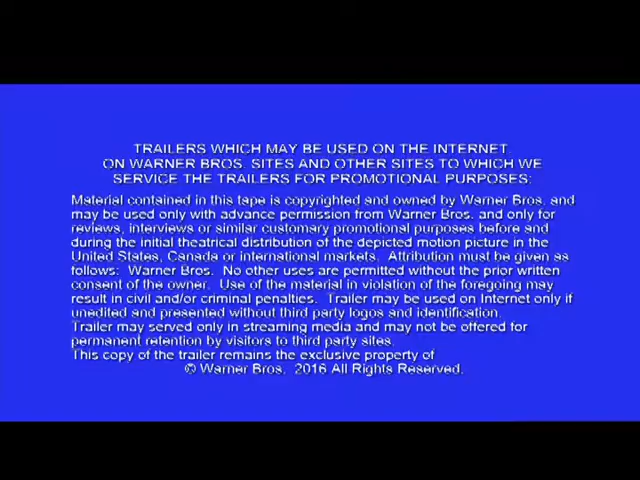 TRAILERS WHICH MAY BE USED ON THE INTERNET
ON WARNER BROS. SITES AND OTHER SITES TO WHICH WE
SERVICE THE TRAILERS FOR PROMOTIONAL PURPOSES:
Material contained in this tape is copyrighted and owned by Warner Bros. and
may be used only with advance permission from Warner Bros. and only for
reviews, interviews or similar customary promotional purposes before and
during the initial theatrical distribution of the depicted motion picture in the
United States, Canada or international markets. Attribution must be given as
follows: Warner Bros. No other uses are permitted without the prior written
consent of the owner. Use of the material in violation of the foregoing may
result in civil and/or criminal penalties. Trailer may be used on Internet only if
unedited and presented without third party logos and identification.
Trailer may served only in streaming media and may not be offered for
permanent retention by visitors to third party sites.
This copy of the trailer remains the exclusive property of
© Warner Bros. 2016 All Rights Reserved.